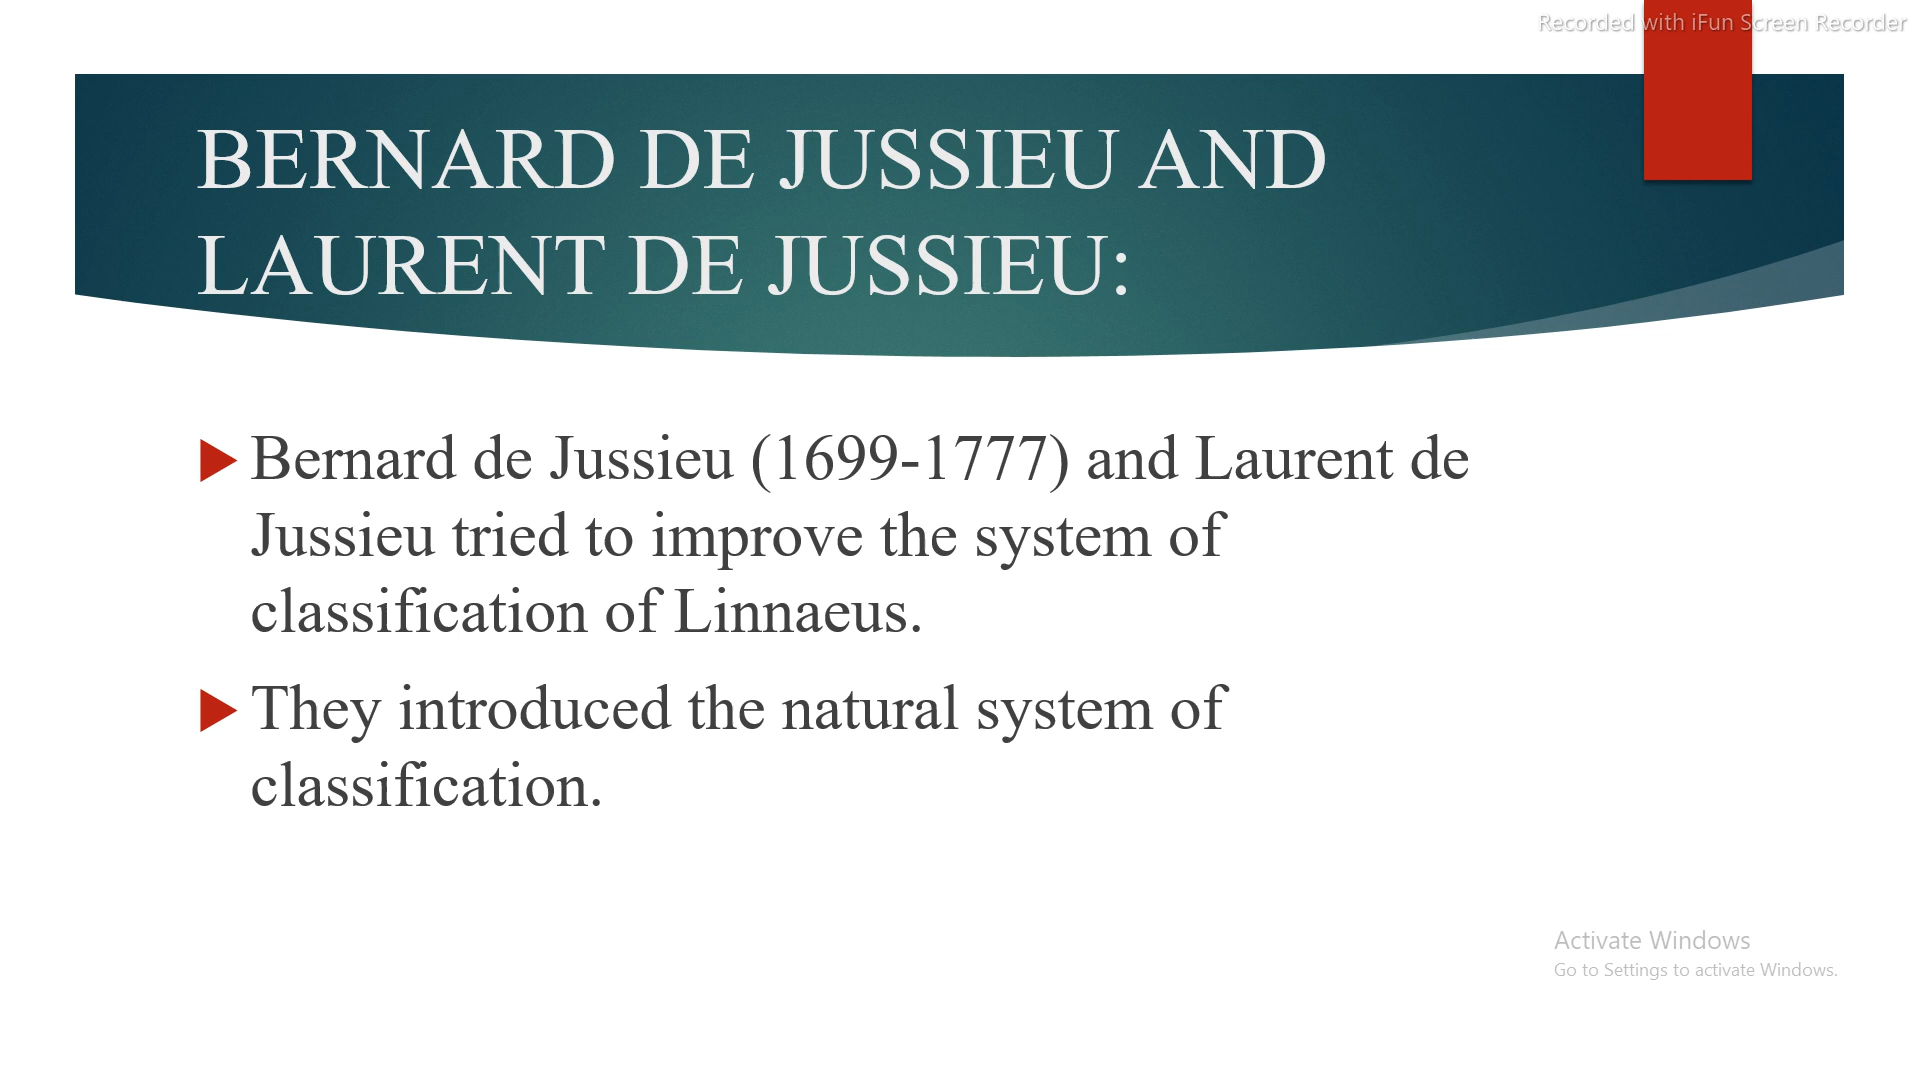 Recorded with iFun Screen Recorder
BERNARD DE JUSSIEU AND
LAURENT DE JUSSIEU:
Bernard de Jussieu (1699-1777) and Laurent de
Jussieu tried to improve the system of
classification of Linnaeus.
They introduced the natural system of
classification.
Activate Windows
Go to Settings to activate Windows.